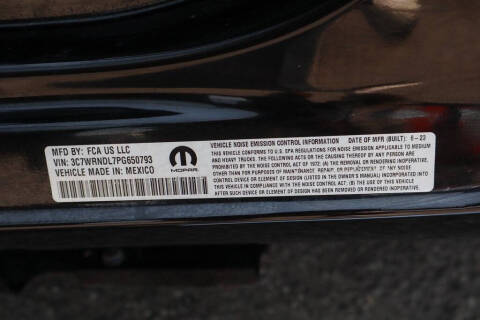 MFD BY: FCA US LLC
VIN: 3C7WRNDL7PG650793
VEHICLE MADE IN: MEXICO
MOPAR
VEHICLE NOISE EMISSION CONTROL INFORMATION DATE OF MFR (BUILT): 6-23
THIS VEHICLE CONFORMS TO U.S. EPA REGULATIONS FOR NOISE EMISSION APPLICABLE TO MEDIUM
AND HEAVY TRUCKS. THE FOLLOWING ACTS OR THE CAUSING THEREOF BY ANY PERSON ARE
PROHIBITED BY THE NOISE CONTROL ACT OF 1972: (A) THE REMOVAL OR RENDERING INOPERATIVE,
OTHER THAN FOR PURPOSES OF MAINTENANCE, REPAIR, OR REPLACEMENT, OF ANY NOISE
CONTROL DEVICE OR ELEMENT OF DESIGN (LISTED IN THE OWNER'S MANUAL) INCORPORATED INTO
THIS VEHICLE IN COMPLIANCE WITH THE NOISE CONTROL ACT; (B) THE USE OF THIS VEHICLE AFTER
SUCH DEVICE OR ELEMENT OF DESIGN HAS BEEN REMOVED OR RENDERED INOPERATIVE.